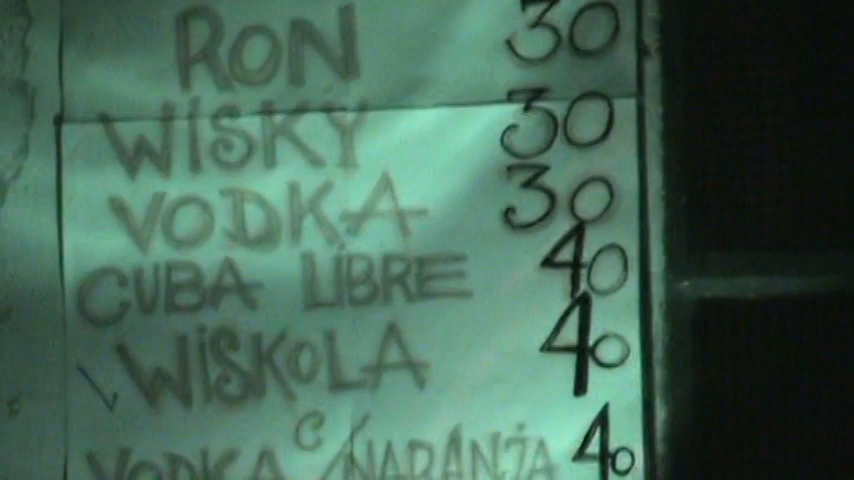 RON 30
WISKY 30
VODKA 30
CUBA LIBRE 40
WISKOLA 40
VODKA C/NARANJA 40